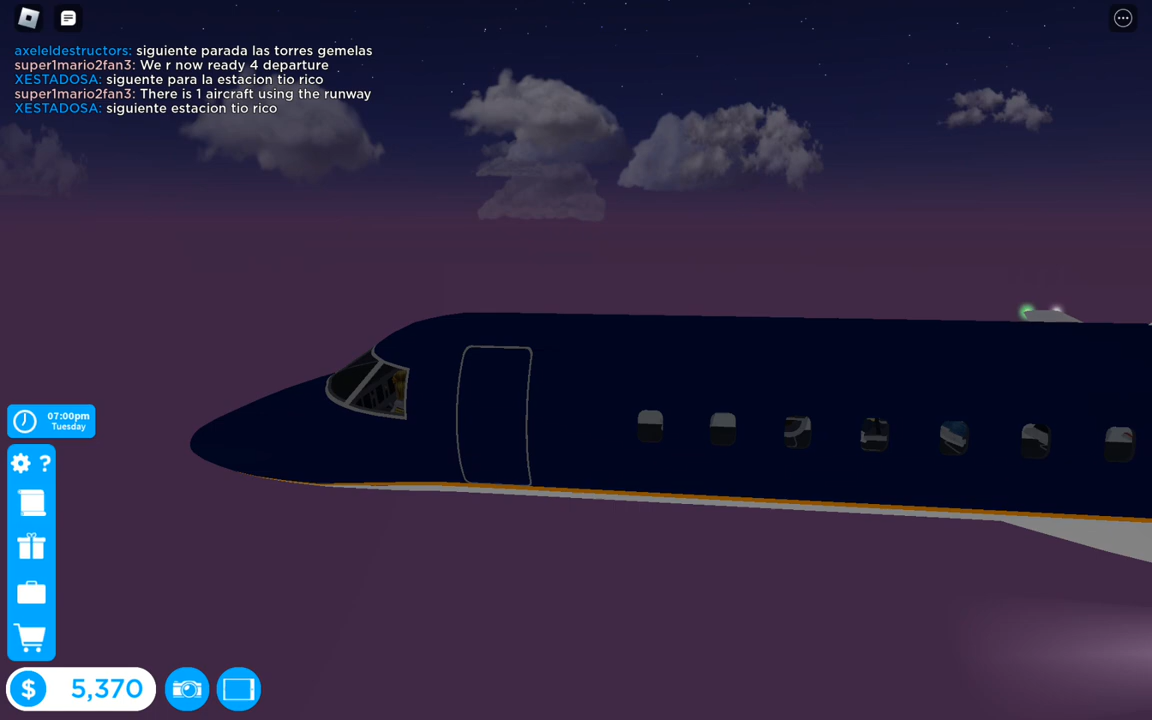 axeleldestructors: siguiente parada las torres gemelas
super1mario2fan3: We r now ready 4 departure
XESTADOSA: siguente para la estacion tio rico
super1mario2fan3: There is 1 aircraft using the runway
XESTADOSA: siguiente estacion tio rico
07:00pm
Tuesday
?
$ 5,370